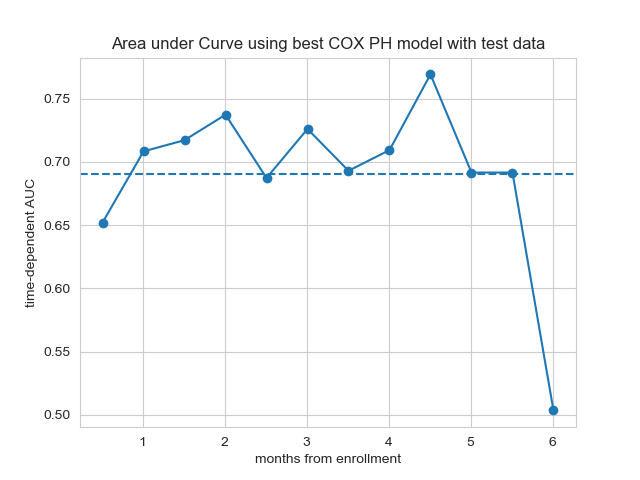 Area under Curve using best COX PH model with test data
time-dependent AUC
0.75
0.70
0.65
0.60
0.55
0.50
1 2 3 4 5 6
months from enrollment